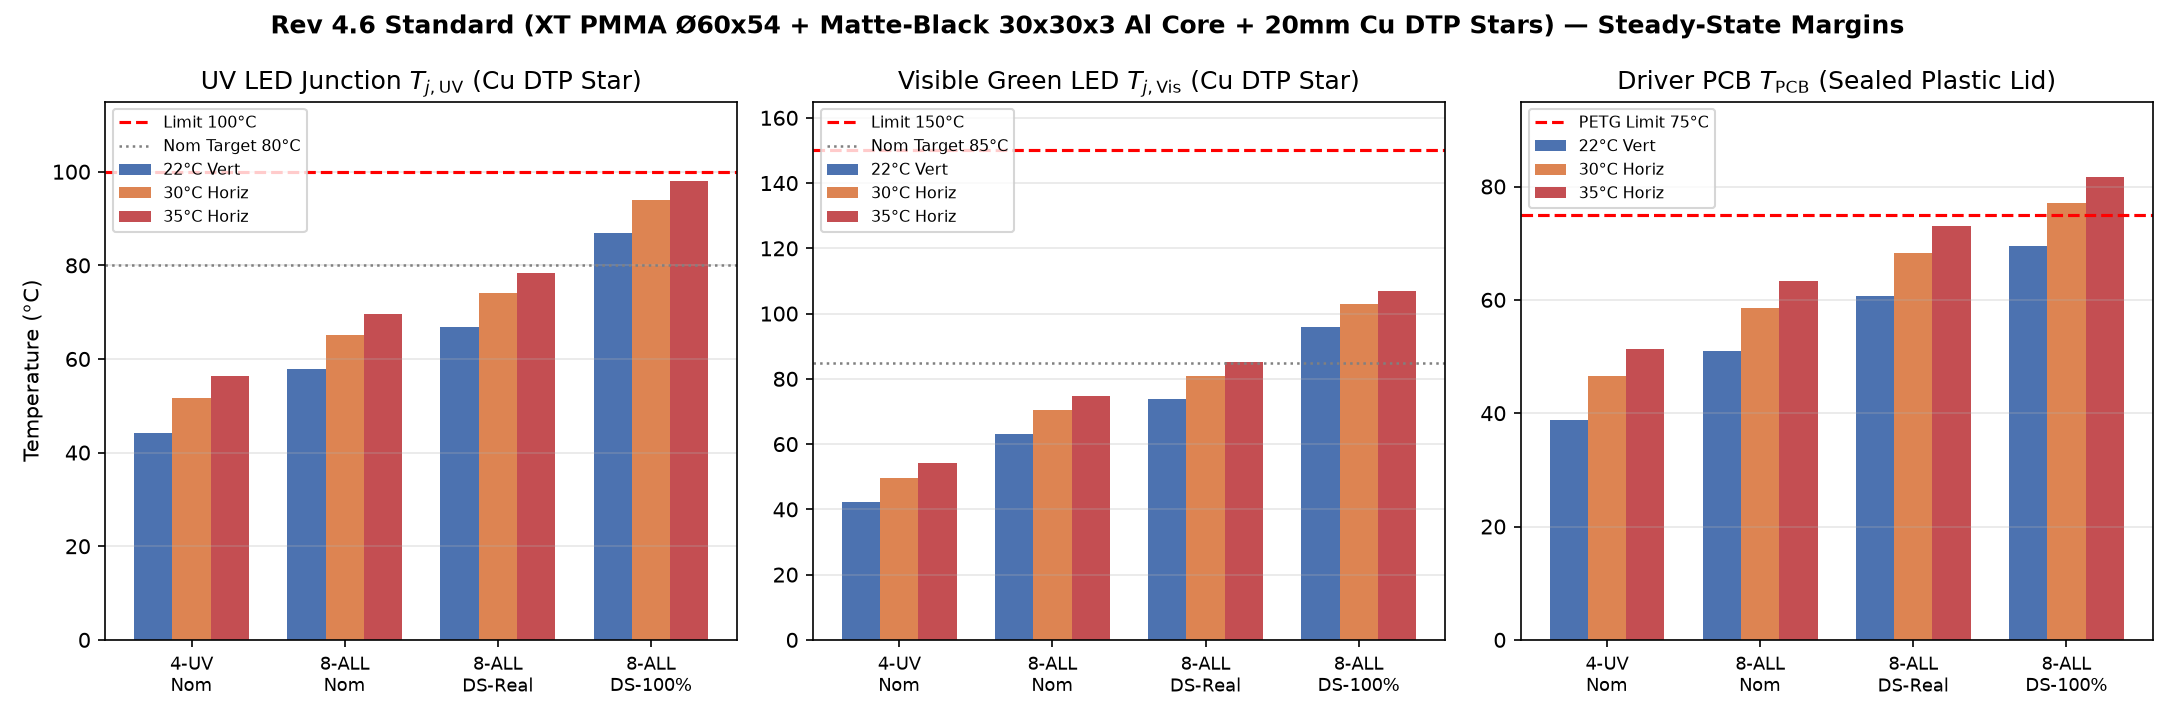 Rev 4.6 Standard (XT PMMA Ø60x54 + Matte-Black 30x30x3 Al Core + 20mm Cu DTP Stars) — Steady-State Margins
UV LED Junction Tj,UV (Cu DTP Star)
Limit 100°C
Nom Target 80°C
22°C Vert
30°C Horiz
35°C Horiz
Temperature (°C)
100
80
60
40
20
0
4-UV Nom
8-ALL Nom
8-ALL DS-Real
8-ALL DS-100%
Visible Green LED Tj,Vis (Cu DTP Star)
Limit 150°C
Nom Target 85°C
22°C Vert
30°C Horiz
35°C Horiz
160
140
120
100
80
60
40
20
0
4-UV Nom
8-ALL Nom
8-ALL DS-Real
8-ALL DS-100%
Driver PCB TPCB (Sealed Plastic Lid)
PETG Limit 75°C
22°C Vert
30°C Horiz
35°C Horiz
80
60
40
20
0
4-UV Nom
8-ALL Nom
8-ALL DS-Real
8-ALL DS-100%